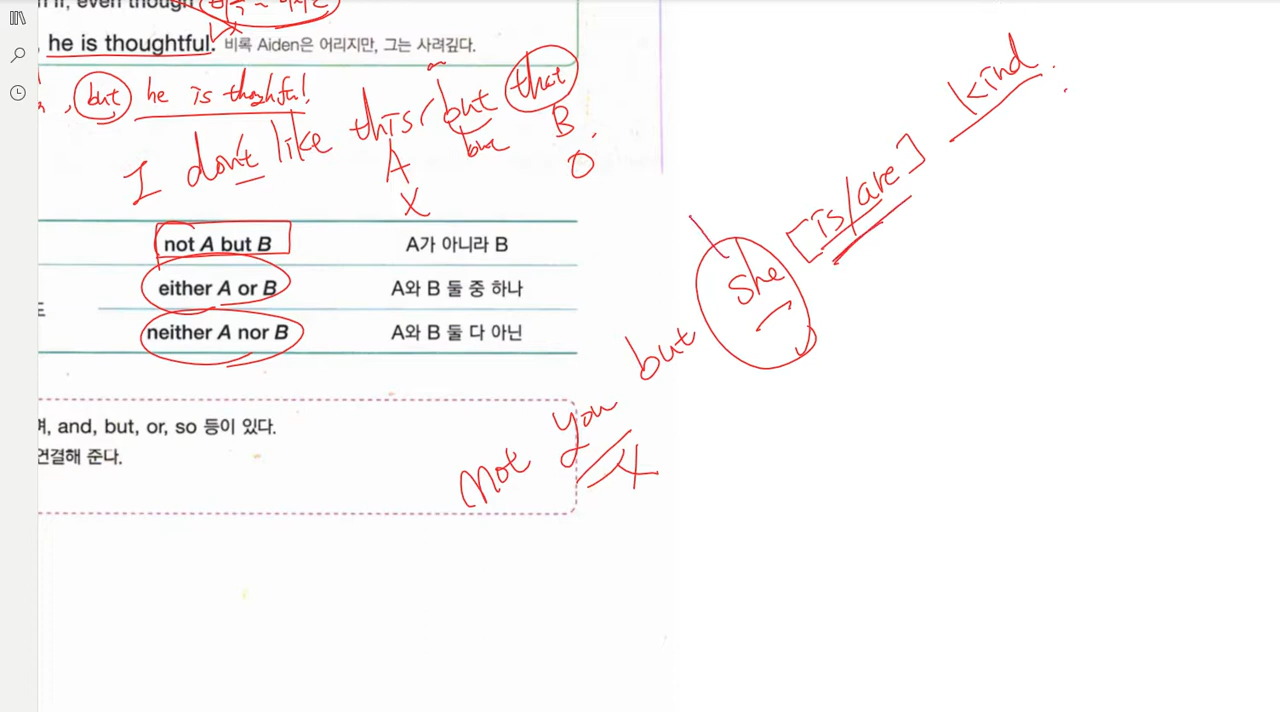 even though
he is thoughtful. 비록 Aiden은 어리지만, 그는 사려깊다.
, but he is
I don't like this, but that
but
A B.
X O
not A but B A가 아니라 B
either A or B A와 B 둘 중 하나
neither A nor B A와 B 둘 다 아닌
, and, but, or, so 등이 있다.
연결해 준다.
Not you but she [is/are] kind.
X